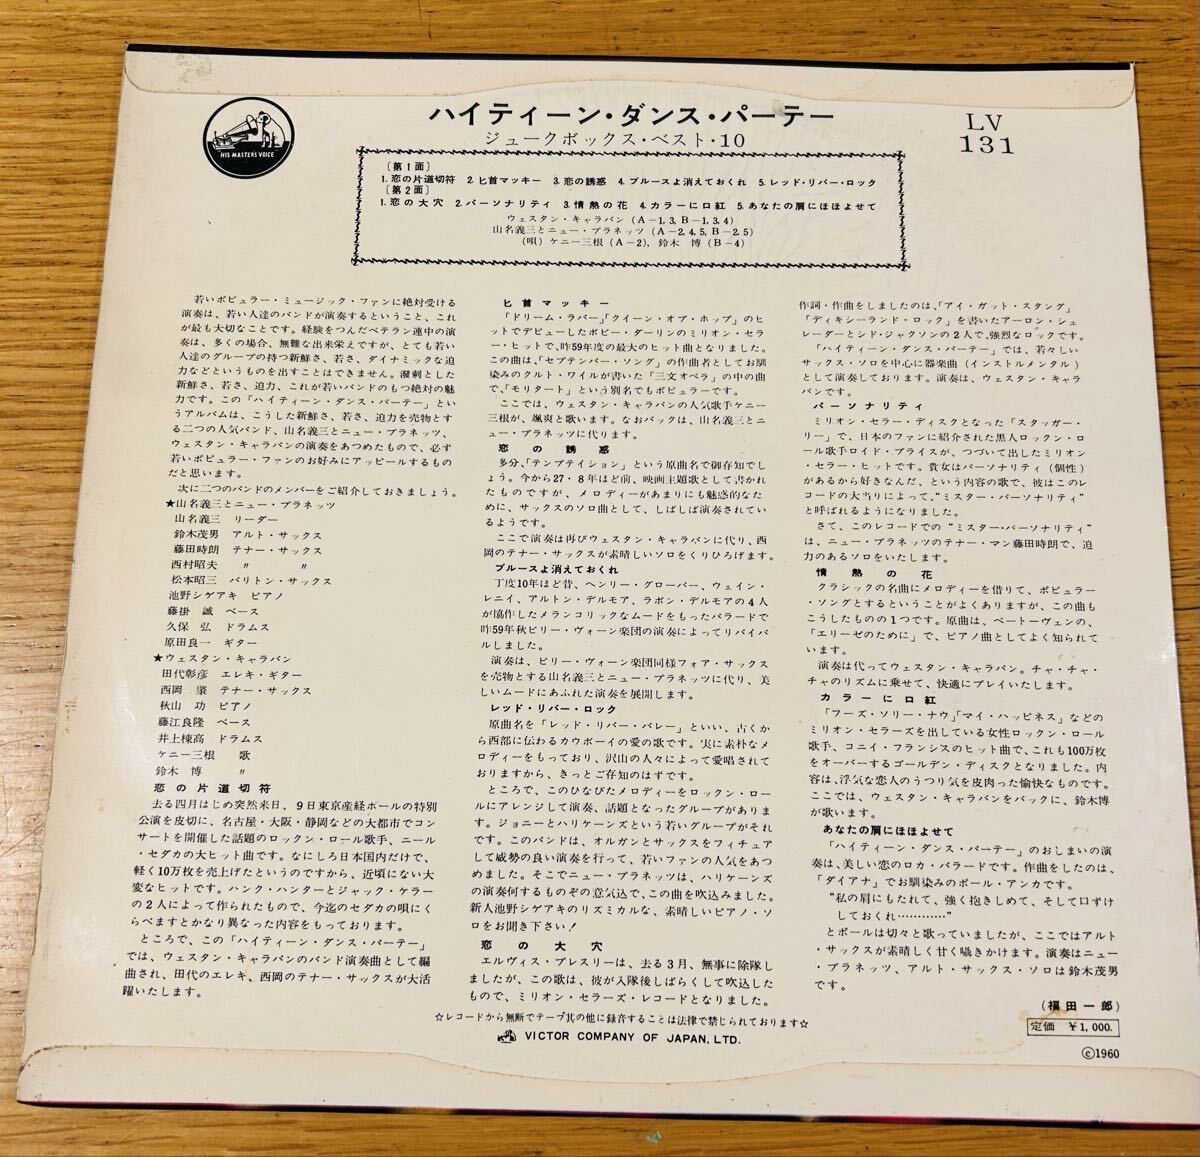 ハイティーン・ダンス・パーテー
ジュークボックス・ベスト・10
LV
131
HIS MASTER'S VOICE
〔第1面〕
1. 恋の片道切符 2. 匕首マッキー 3. 恋の誘惑 4. ブルースよ消えておくれ 5. レッド・リバー・ロック
〔第2面〕
1. 恋の大穴 2. パーソナリティ 3. 情熱の花 4. カラーに口紅 5. あなたの肩にほほよせて
ウェスタン・キャラバン (A−1.3, B−1.3.4)
山名義三とニュー・プラネッツ (A−2.4.5, B−2.5)
(唄) ケニー三根 (A−2), 鈴木 博 (B−4)
若いポピュラー・ミュージック・ファンに絶対受ける
演奏は、若い人達のバンドが演奏するということ、これ
が最も大切なことです。経験をつんだベテラン連中の演
奏は、多くの場合、無難な出来栄えですが、とても若い
人達のグループの持つ新鮮さ、若さ、ダイナミックな迫
力などというものを出すことはできません。潑刺とした
新鮮さ、若さ、迫力、これが若いバンドのもつ絶対の魅
力です。この「ハイティーン・ダンス・パーテー」とい
うアルバムは、こうした新鮮さ、若さ、迫力を売物とす
る二つの人気バンド、山名義三とニュー・プラネッツ、
ウェスタン・キャラバンの演奏をあつめたもので、必ず
若いポピュラー・ファンのお好みにアッピールするもの
だと思います。
次に二つのバンドのメンバーをご紹介しておきましょう。
★山名義三とニュー・プラネッツ
山名義三 リーダー
鈴木茂男 アルト・サックス
藤田時朗 テナー・サックス
西村昭夫 〃 〃
松本昭三 バリトン・サックス
池野シゲアキ ピアノ
藤掛 誠 ベース
久保 弘 ドラムス
原田良一 ギター
★ウェスタン・キャラバン
田代彰彦 エレキ・ギター
西岡 肇 テナー・サックス
秋山 功 ピアノ
藤江良隆 ベース
井上棟高 ドラムス
ケニー三根 歌
鈴木 博 〃
恋の片道切符
去る四月はじめ突然来日、9日東京産経ホールの特別
公演を皮切に、名古屋・大阪・静岡などの大都市でコン
サートを開催した話題のロックン・ロール歌手、ニール
・セダカの大ヒット曲です。なにしろ日本国内だけで、
軽く10万枚を売上げたというのですから、近頃にない大
変なヒットです。ハンク・ハンターとジャック・ケラー
の2人によって作られたもので、今迄のセダカの唄にく
らべますとかなり異なった内容をもっております。
ところで、この「ハイティーン・ダンス・パーテー」
では、ウェスタン・キャラバンのバンド演奏曲として編
曲され、田代のエレキ、西岡のテナー・サックスが大活
躍いたします。
匕首マッキー
「ドリーム・ラバー」「クイーン・オブ・ホップ」のヒ
ットでデビューしたボビー・ダーリンのミリオン・セラ
ー・ヒットで、昨59年度の最大のヒット曲となりました。
この曲は、「セプテンバー・ソング」の作曲者としてお馴
染みのクルト・ワイルが書いた「三文オペラ」の中の曲
で、「モリタート」という別名でもポピュラーです。
ここでは、ウェスタン・キャラバンの人気歌手ケニー
三根が、颯爽と歌います。なおバックは、山名義三とニ
ュー・プラネッツに代ります。
恋の誘惑
多分、「テンプテイション」という原曲名で御存知でし
ょう。今から27・8年ほど前、映画主題歌として書かれ
たものですが、メロディーがあまりにも魅惑的なた
めに、サックスのソロ曲として、しばしば演奏されてい
るようです。
ここで演奏は再びウェスタン・キャラバンに代り、西
岡のテナー・サックスが素晴しいソロをくりひろげます。
ブルースよ消えておくれ
丁度10年ほど昔、ヘンリー・グローバー、ウェイン・
レニイ、アルトン・デルモア、ラボン・デルモアの4人
が協作したメランコリックなムードをもったバラードで
昨59年秋ビリー・ヴォーン楽団の演奏によってリバイバ
ルしました。
演奏は、ビリー・ヴォーン楽団同様フォア・サックス
を売物とする山名義三とニュー・プラネッツに代り、美
しいムードにあふれた演奏を展開します。
レッド・リバー・ロック
原曲名を「レッド・リバー・バレー」といい、古くか
ら西部に伝わるカウボーイの愛の歌です。実に素朴なメ
ロディーをもっており、沢山の人々によって愛唱されて
おりますから、きっとご存知のはずです。
ところで、このひなびたメロディーをロックン・ロー
ルにアレンジして演奏、話題となったグループがありま
す。ジョニーとハリケーンズという若いグループがそれ
です。このバンドは、オルガンとサックスをフィチュア
して威勢の良い演奏を行って、若いファンの人気をあつ
めました。そこでニュー・プラネッツは、ハリケーンズ
の演奏何するものぞの意気込で、この曲を吹込みました。
新人池野シゲアキのリズミカルな、素晴しいピアノ・ソ
ロをお聞き下さい!
恋の大穴
エルヴィス・プレスリーは、去る3月、無事に除隊し
ましたが、この歌は、彼が入隊後しばらくして吹込した
もので、ミリオン・セラーズ・レコードとなりました。
作詞・作曲をしましたのは、「アイ・ガット・スタング」
「ディキシーランド・ロック」を書いたアーロン・シュ
レーダーとシド・ジャクソンの2人で、強烈なロックです。
「ハイティーン・ダンス・パーテー」では、若々しい
サックス・ソロを中心に器楽曲 (インストルメンタル)
として演奏しております。演奏は、ウェスタン・キャラ
バンです。
パーソナリティ
ミリオン・セラー・ディスクとなった「スタッガー・
リー」で、日本のファンに紹介された黒人ロックン・ロ
ール歌手ロイド・プライスが、つづいて出したミリオン
・セラー・ヒットです。貴女はパーソナリティ (個性)
があるから好きなんだ、という内容の歌で、彼はこのレ
コードの大当りによって、“ミスター・パーソナリティ”
と呼ばれるようになりました。
さて、このレコードでの“ミスター・パーソナリティ”
は、ニュー・プラネッツのテナー・マン藤田時朗で、迫
力のあるソロをいたします。
情熱の花
クラシックの名曲にメロディーを借りて、ポピュラー
・ソングとするということがよくありますが、この曲も
こうしたものの1つです。原曲は、ベートーヴェンの、
「エリーゼのために」で、ピアノ曲としてよく知られて
います。
演奏は代ってウェスタン・キャラバン。チャ・チャ・
チャのリズムに乗せて、快適にプレイいたします。
カラーに口紅
「フーズ・ソリー・ナウ」「マイ・ハッピネス」などの
ミリオン・セラーズを出している女性ロックン・ロール
歌手、コニイ・フランシスのヒット曲で、これも100万枚
をオーバーするゴールデン・ディスクとなりました。内
容は、浮気な恋人のうつり気を皮肉った愉快なものです。
ここでは、ウェスタン・キャラバンをバックに、鈴木博
が歌います。
あなたの肩にほほよせて
「ハイティーン・ダンス・パーテー」のおしまいの演
奏は、美しい恋のロカ・バラードです。作曲をしたのは、
「ダイアナ」でお馴染みのポール・アンカです。
“私の肩にもたれて、強く抱きしめて、そして口ずけ
しておくれ…………”
とポールは切々と歌っていましたが、ここではアルト
・サックスが素晴しく甘く囁きかけます。演奏はニュー
・プラネッツ、アルト・サックス・ソロは鈴木茂男
です。
(福田一郎)
☆レコードから無断でテープ其の他に録音することは法律で禁じられております☆
VICTOR COMPANY OF JAPAN, LTD.
定価 ¥1,000.
©1960